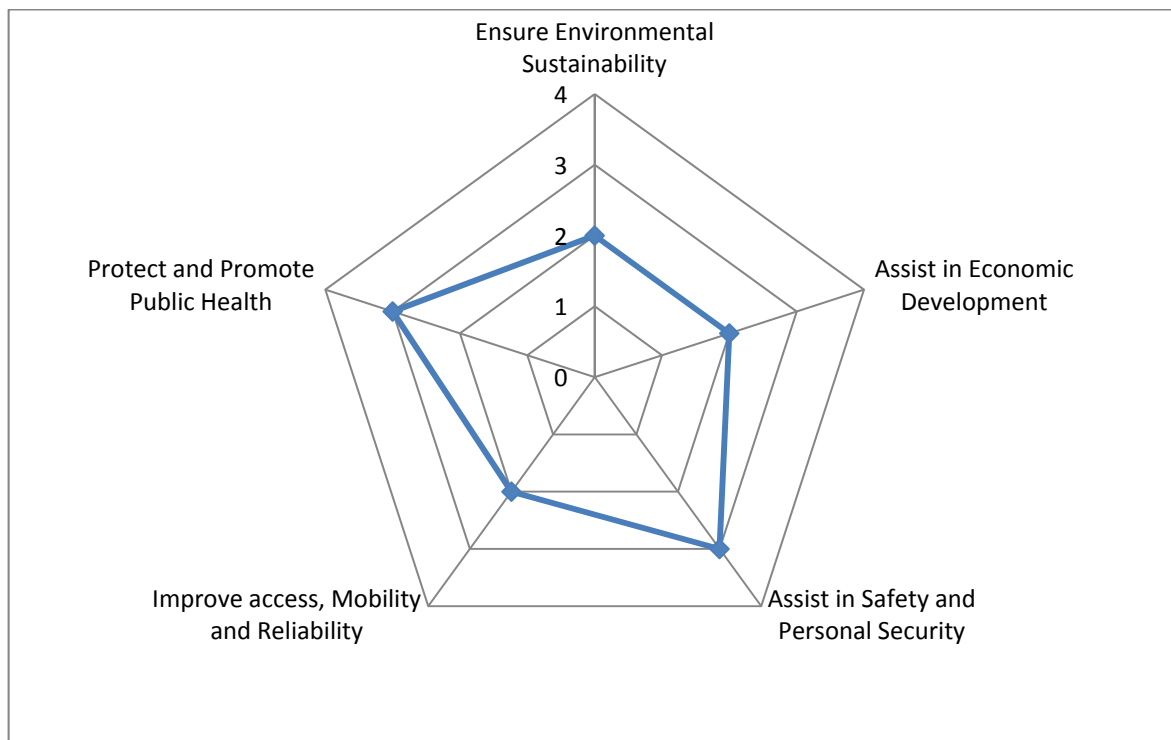 Ensure Environmental
Sustainability
4
3
2
1
0
Assist in Economic
Development
Assist in Safety and
Personal Security
Improve access, Mobility
and Reliability
Protect and Promote
Public Health